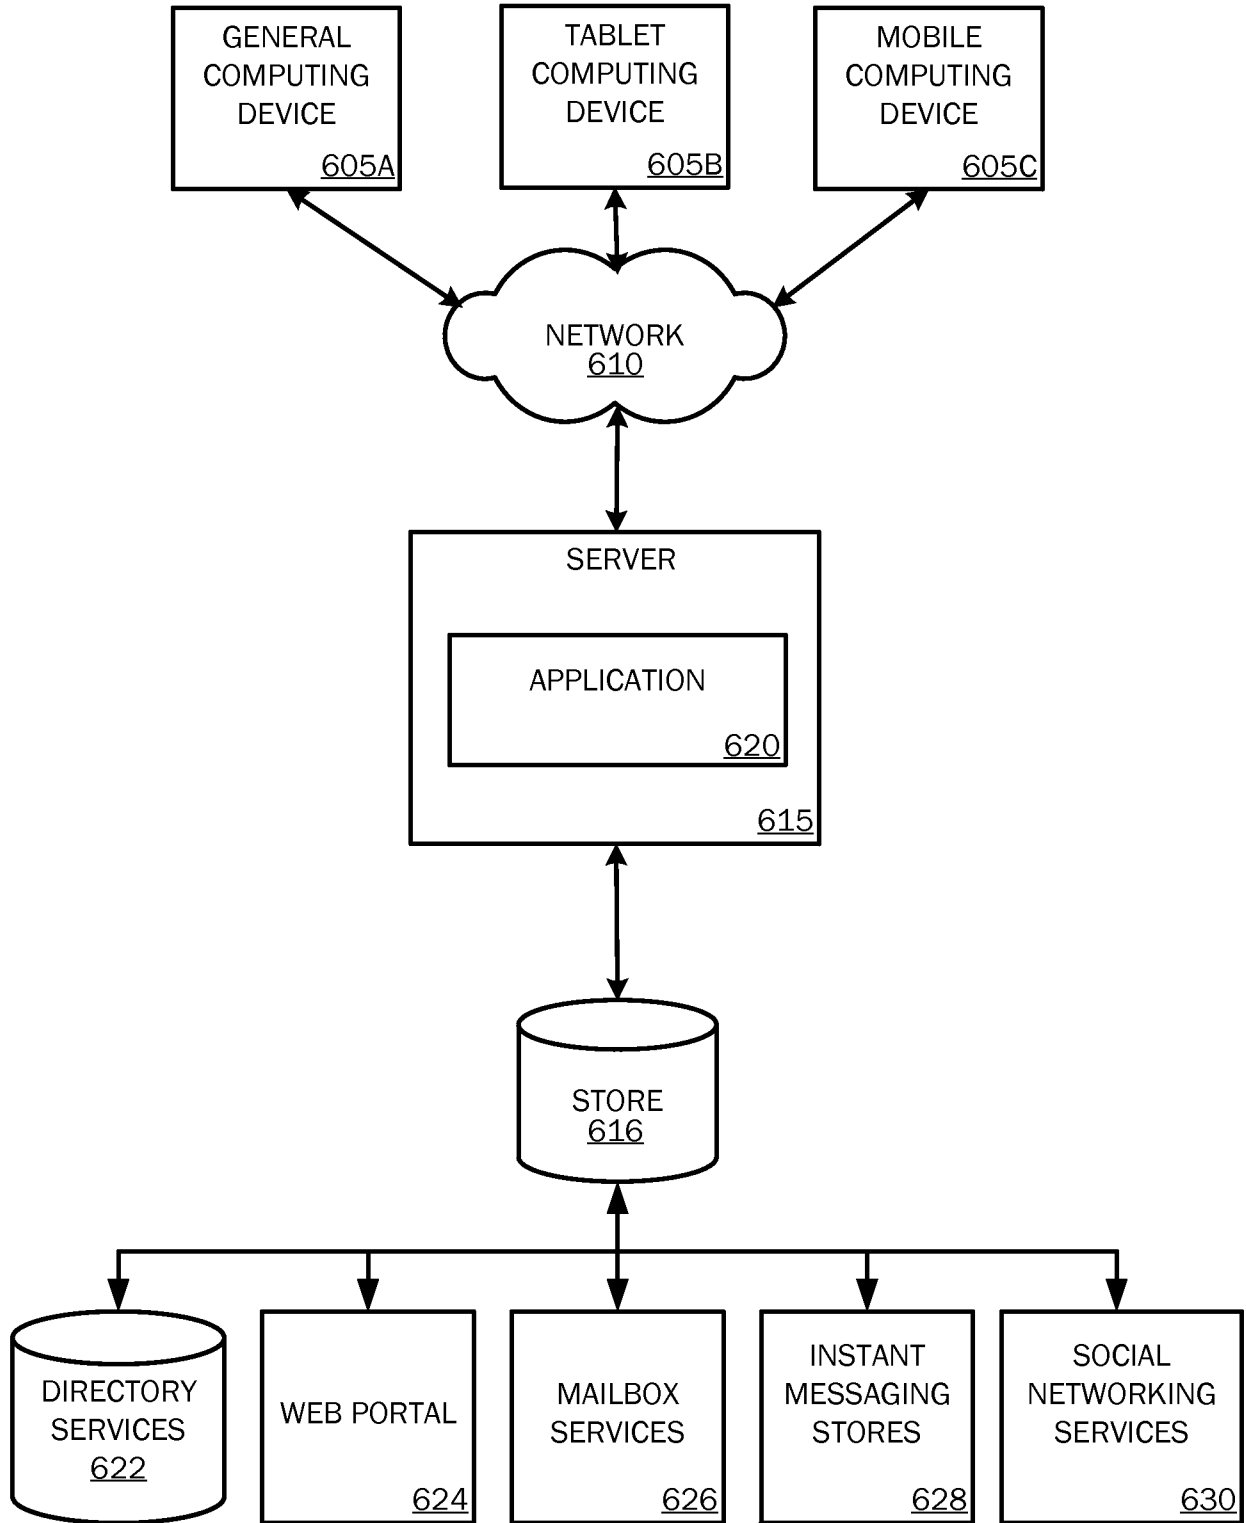 GENERAL
COMPUTING
DEVICE
605A
TABLET
COMPUTING
DEVICE
605B
MOBILE
COMPUTING
DEVICE
605C
NETWORK
610
SERVER
APPLICATION
620
615
STORE
616
DIRECTORY
SERVICES
622
WEB PORTAL
624
MAILBOX
SERVICES
626
INSTANT
MESSAGING
STORES
628
SOCIAL
NETWORKING
SERVICES
630